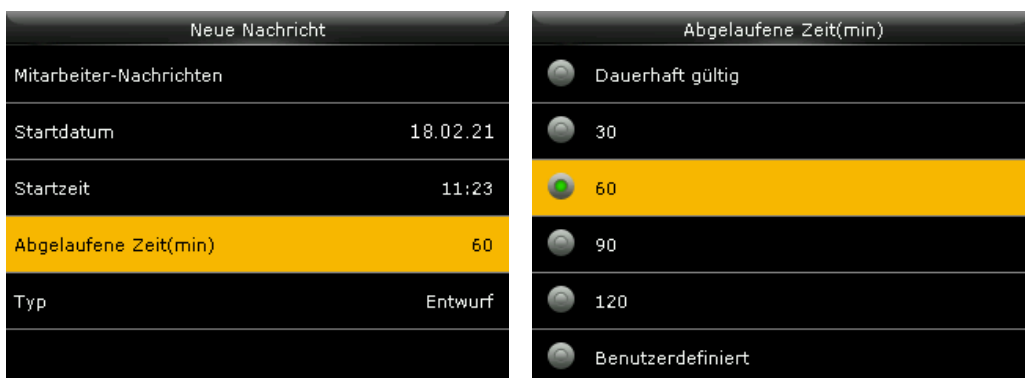 Neue Nachricht
Mitarbeiter-Nachrichten
Startdatum 18.02.21
Startzeit 11:23
Abgelaufene Zeit(min) 60
Typ Entwurf
Abgelaufene Zeit(min)
Dauerhaft gültig
30
60
90
120
Benutzerdefiniert